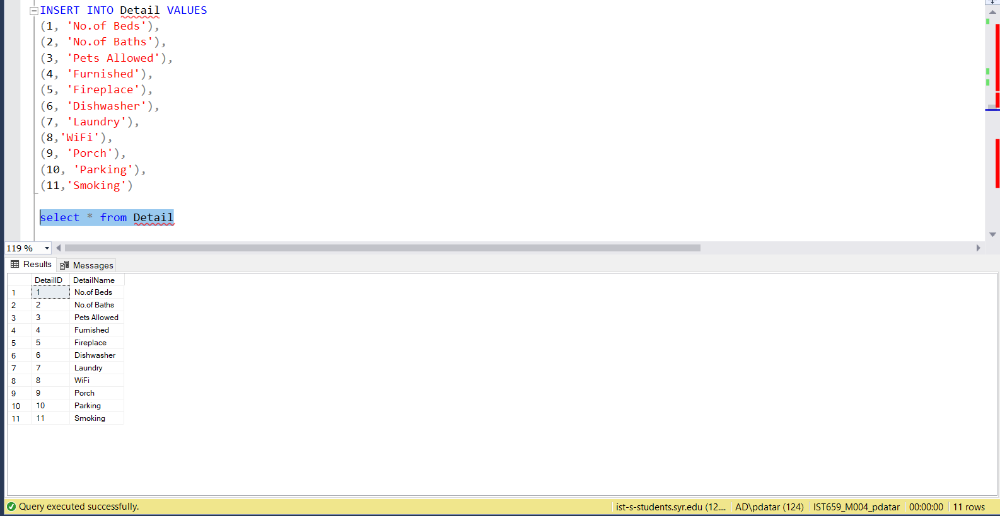 INSERT INTO Detail VALUES
(1, 'No.of Beds'),
(2, 'No.of Baths'),
(3, 'Pets Allowed'),
(4, 'Furnished'),
(5, 'Fireplace'),
(6, 'Dishwasher'),
(7, 'Laundry'),
(8,'WiFi'),
(9, 'Porch'),
(10, 'Parking'),
(11,'Smoking')
select * from Detail
119 %
Results Messages
DetailID DetailName
1 1 No.of Beds
2 2 No.of Baths
3 3 Pets Allowed
4 4 Furnished
5 5 Fireplace
6 6 Dishwasher
7 7 Laundry
8 8 WiFi
9 9 Porch
10 10 Parking
11 11 Smoking
Query executed successfully. ist-s-students.syr.edu (12... AD\pdatar (124) IST659_M004_pdatar 00:00:00 11 rows